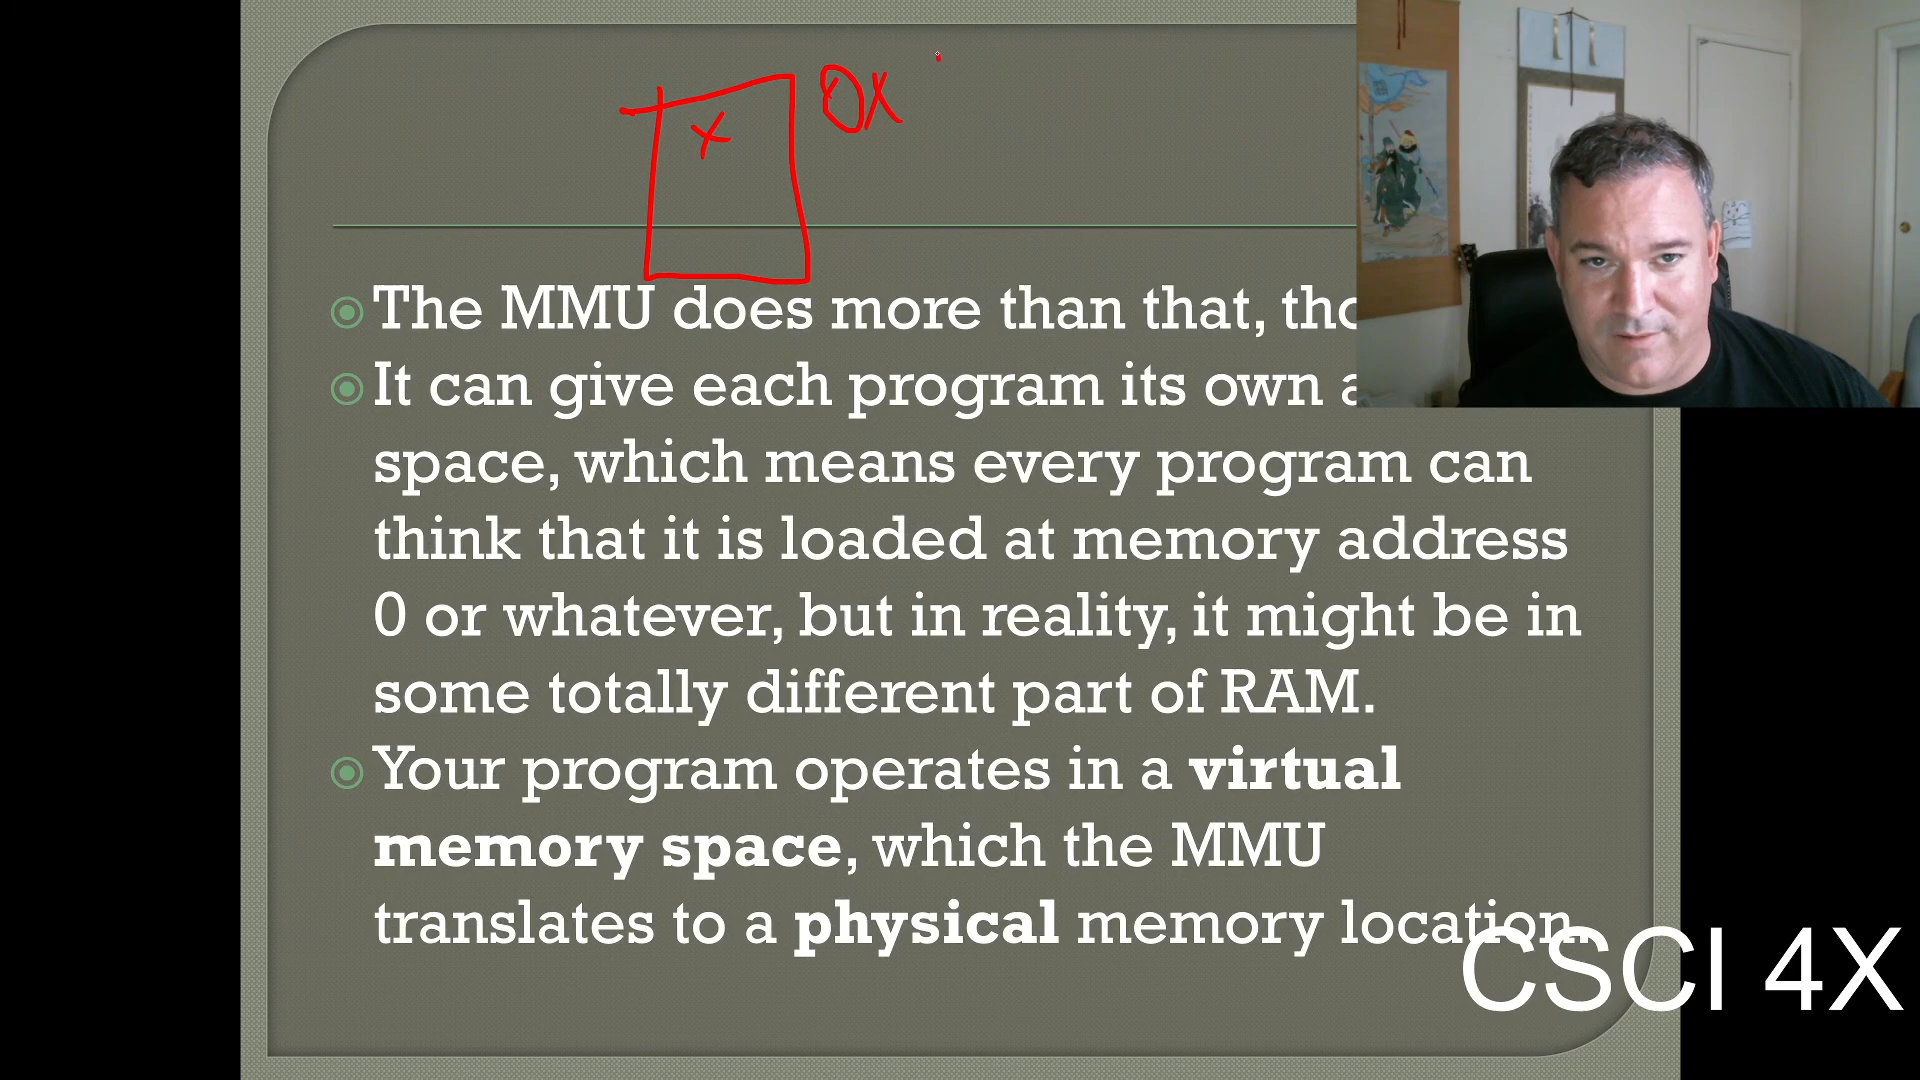 x 0x
The MMU does more than that, tho
It can give each program its own a
space, which means every program can
think that it is loaded at memory address
0 or whatever, but in reality, it might be in
some totally different part of RAM.
Your program operates in a virtual
memory space, which the MMU
translates to a physical memory location.
CSCI 4X